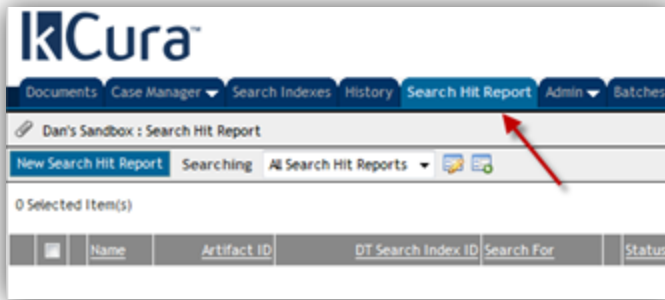 kCura™
Documents Case Manager Search Indexes History Search Hit Report Admin Batches
Dan's Sandbox : Search Hit Report
New Search Hit Report Searching All Search Hit Reports
0 Selected Item(s)
Name Artifact ID DT Search Index ID Search For Status